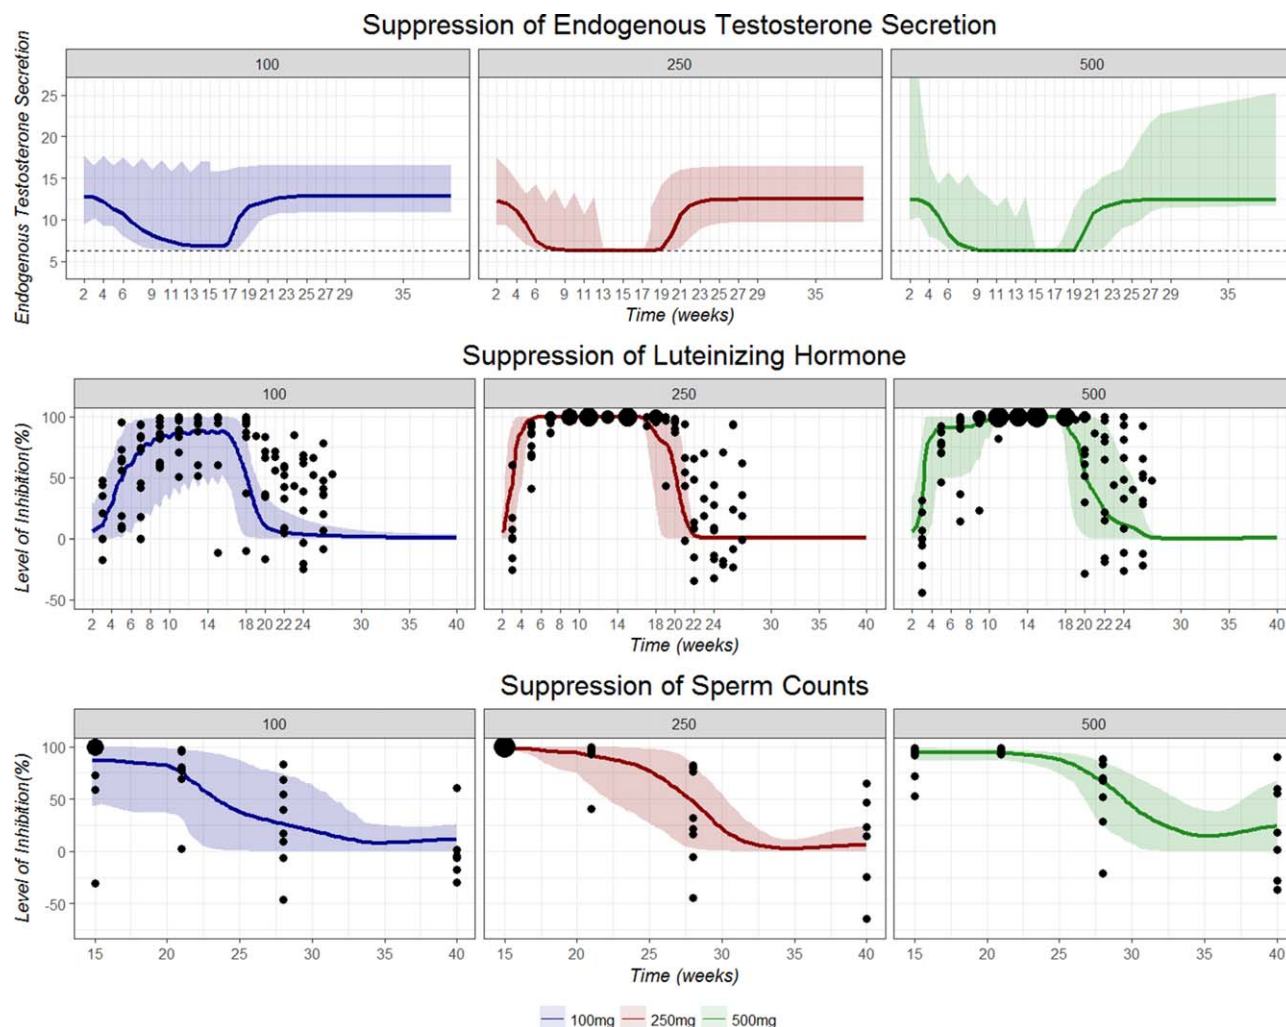 Suppression of Endogenous Testosterone Secretion
Endogenous Testosterone Secretion
100 250 500
25
20
15
10
5
2 4 6 9 11 13 15 17 19 21 23 25 27 29 35 2 4 6 9 11 13 15 17 19 21 23 25 27 29 35 2 4 6 9 11 13 15 17 19 21 23 25 27 29 35
Time (weeks)
Suppression of Luteinizing Hormone
Level of Inhibition(%)
100 250 500
100
50
0
-50
2 4 6 8 10 14 18 20 22 24 30 40 2 4 6 8 10 14 18 20 22 24 30 40 2 4 6 8 10 14 18 20 22 24 30 40
Time (weeks)
Suppression of Sperm Counts
Level of Inhibition(%)
100 250 500
100
50
0
-50
15 20 25 30 35 40 15 20 25 30 35 40 15 20 25 30 35 40
Time (weeks)
100mg 250mg 500mg